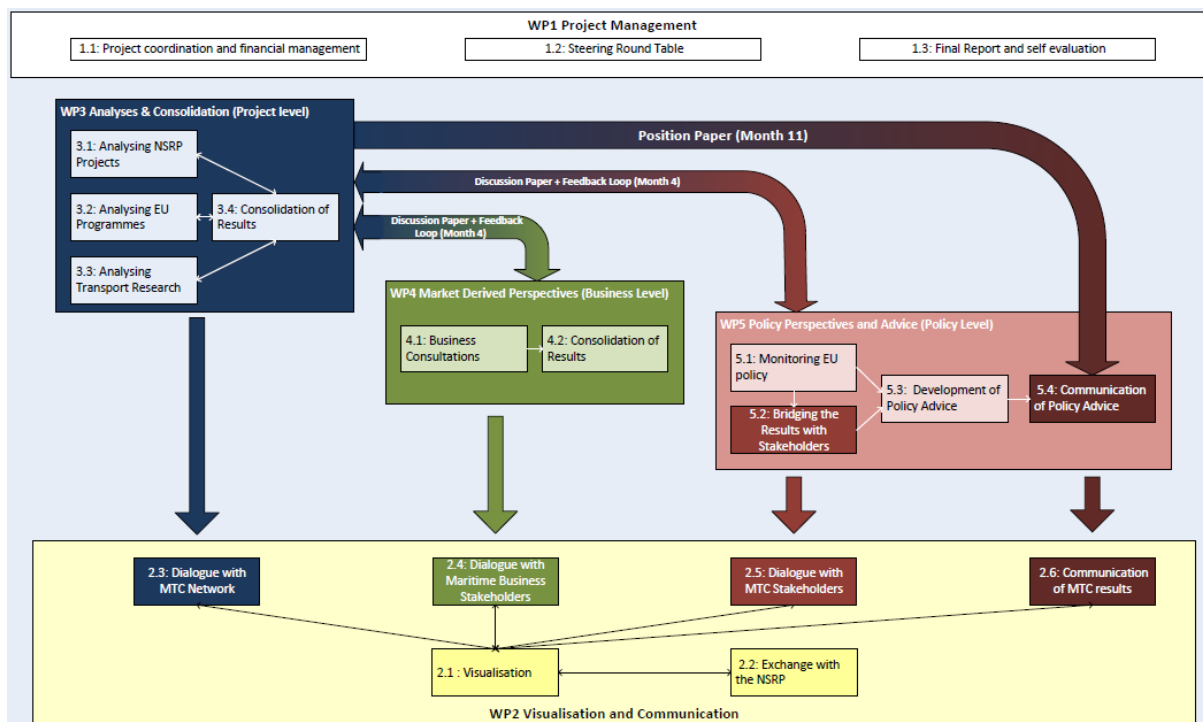 WP1 Project Management
1.1: Project coordination and financial management
1.2: Steering Round Table
1.3: Final Report and self evaluation
WP3 Analyses & Consolidation (Project level)
3.1: Analysing NSRP
Projects
3.2: Analysing EU
Programmes
3.3: Analysing
Transport Research
3.4: Consolidation of
Results
Position Paper (Month 11)
Discussion Paper + Feedback Loop (Month 4)
Discussion Paper + Feedback
Loop (Month 4)
WP4 Market Derived Perspectives (Business Level)
4.1: Business
Consultations
4.2: Consolidation of
Results
WP5 Policy Perspectives and Advice (Policy Level)
5.1: Monitoring EU
policy
5.2: Bridging the
Results with
Stakeholders
5.3: Development of
Policy Advice
5.4: Communication
of Policy Advice
2.3: Dialogue with
MTC Network
2.4: Dialogue with
Maritime Business
Stakeholders
2.5: Dialogue with
MTC Stakeholders
2.6: Communication
of MTC results
2.1 : Visualisation
2.2: Exchange with
the NSRP
WP2 Visualisation and Communication